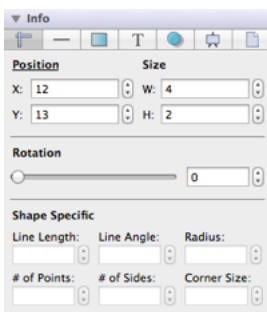 Info
T
Position Size
X: 12 W: 4
Y: 13 H: 2
Rotation
0
Shape Specific
Line Length: Line Angle: Radius:
# of Points: # of Sides: Corner Size: